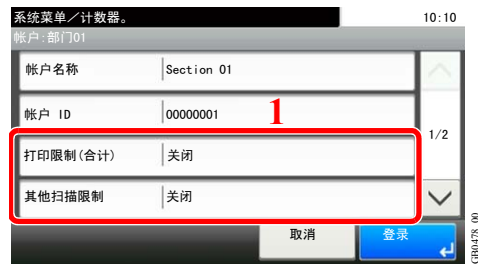 系统菜单／计数器。
10:10
帐户:部门01
帐户名称
Section 01
帐户 ID
00000001
1
1/2
打印限制(合计)
关闭
其他扫描限制
关闭
取消
登录
GB0478_00